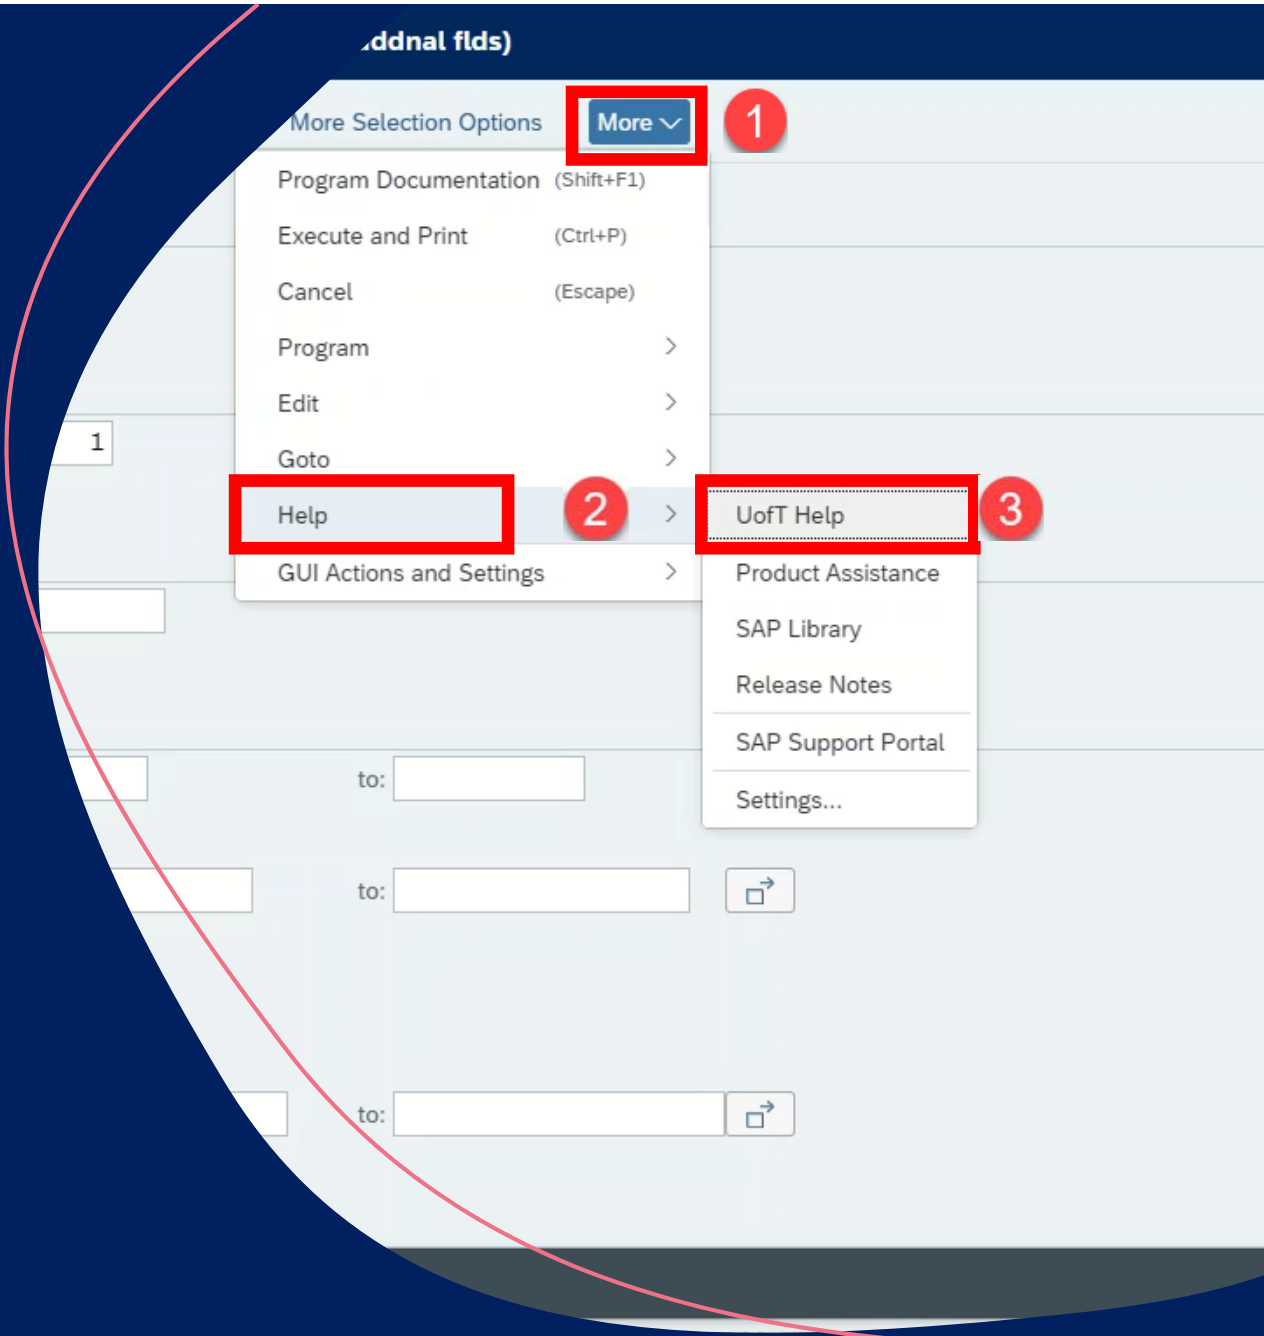 addnal flds)
More Selection Options More 1
Program Documentation (Shift+F1)
Execute and Print (Ctrl+P)
Cancel (Escape)
Program
Edit
1
Goto
Help 2 UofT Help 3
GUI Actions and Settings Product Assistance
SAP Library
Release Notes
SAP Support Portal
to:
Settings...
to:
to: